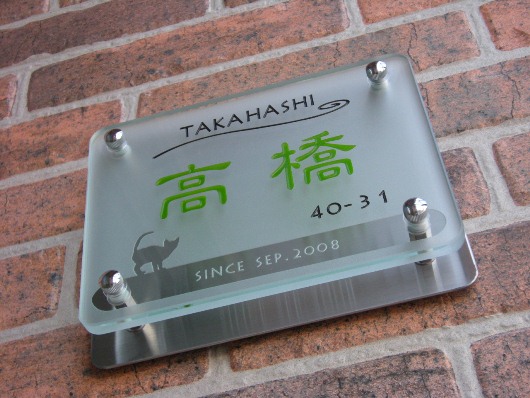 TAKAHASHI
高橋
40-31
SINCE SEP.2008